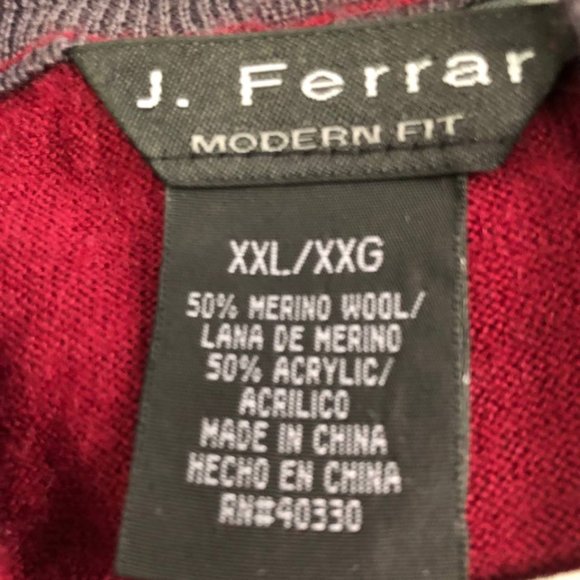 J. Ferrar
MODERN FIT
XXL/XXG
50% MERINO WOOL/
LANA DE MERINO
50% ACRYLIC/
ACRILICO
MADE IN CHINA
HECHO EN CHINA
RN#90330